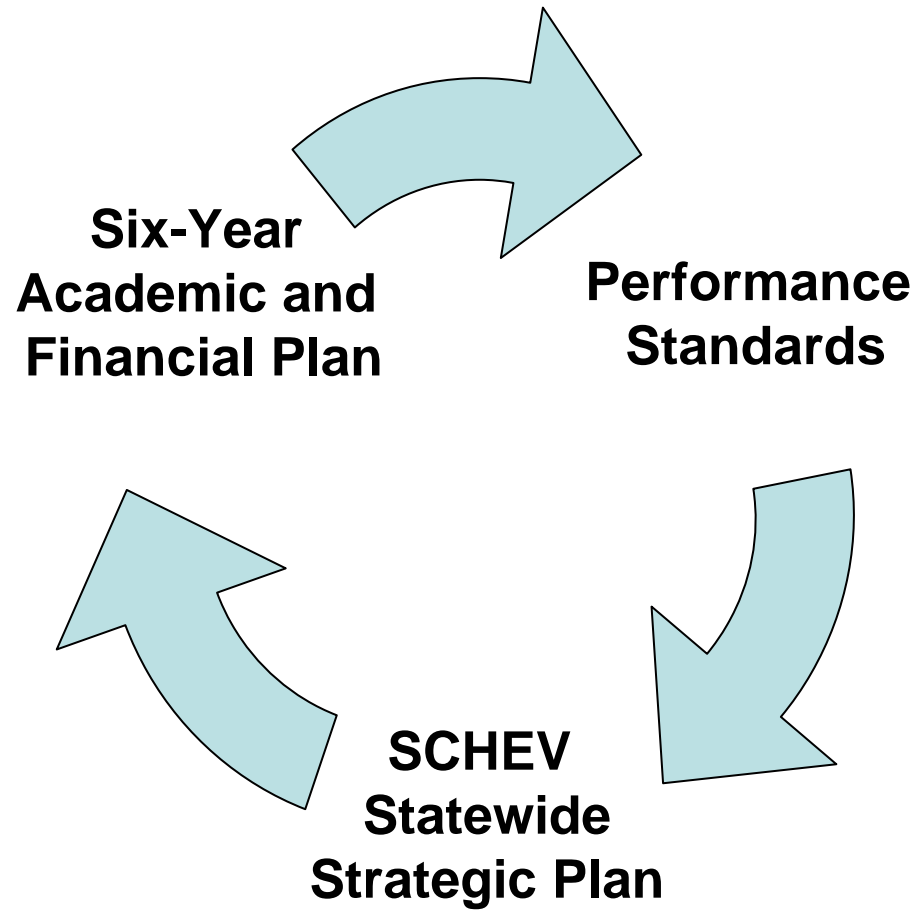 Six-Year
Academic and
Financial Plan
Performance
Standards
SCHEV
Statewide
Strategic Plan